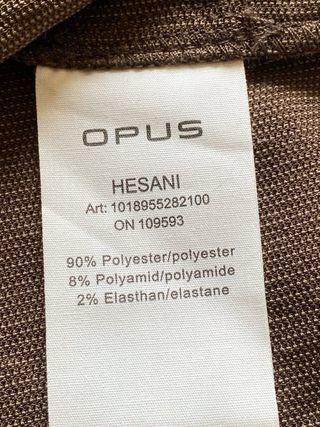 OPUS
HESANI
Art: 1018955282100
ON 109593
90% Polyester/polyester
8% Polyamid/polyamide
2% Elasthan/elastane